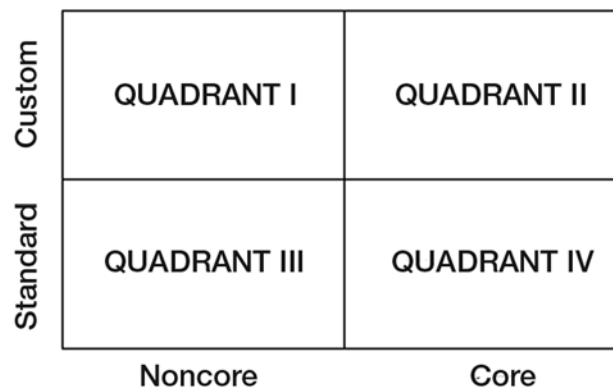 Custom
QUADRANT I
QUADRANT II
Standard
QUADRANT III
QUADRANT IV
Noncore
Core